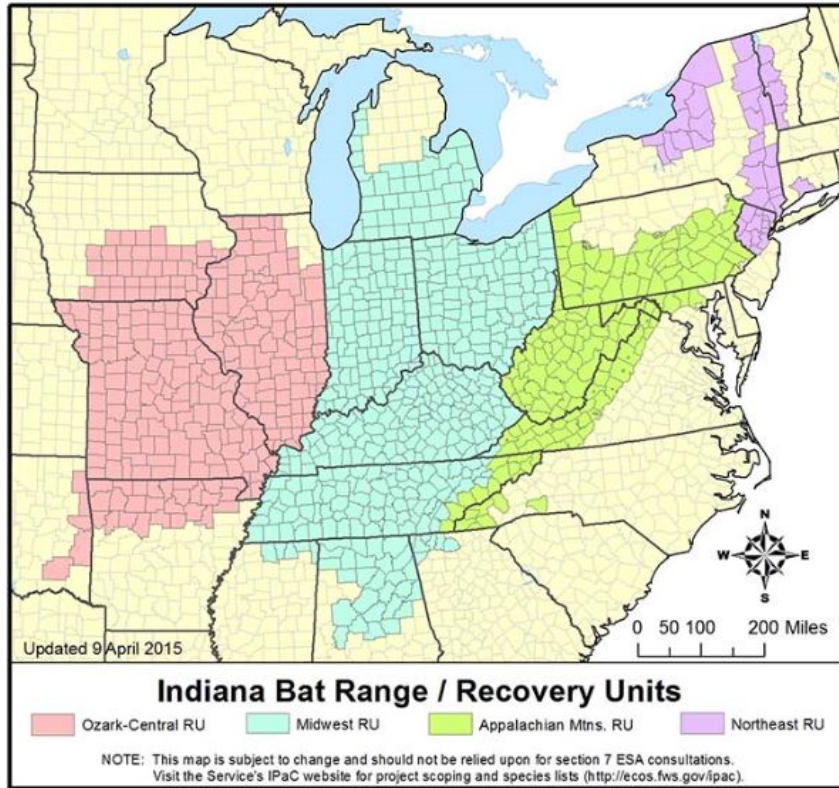 N
W E
S
0 50 100 200 Miles
Updated 9 April 2015
Indiana Bat Range / Recovery Units
Ozark-Central RU Midwest RU Appalachian Mtns. RU Northeast RU
NOTE: This map is subject to change and should not be relied upon for section 7 ESA consultations.
Visit the Service's IPaC website for project scoping and species lists (http://ecos.fws.gov/ipac).